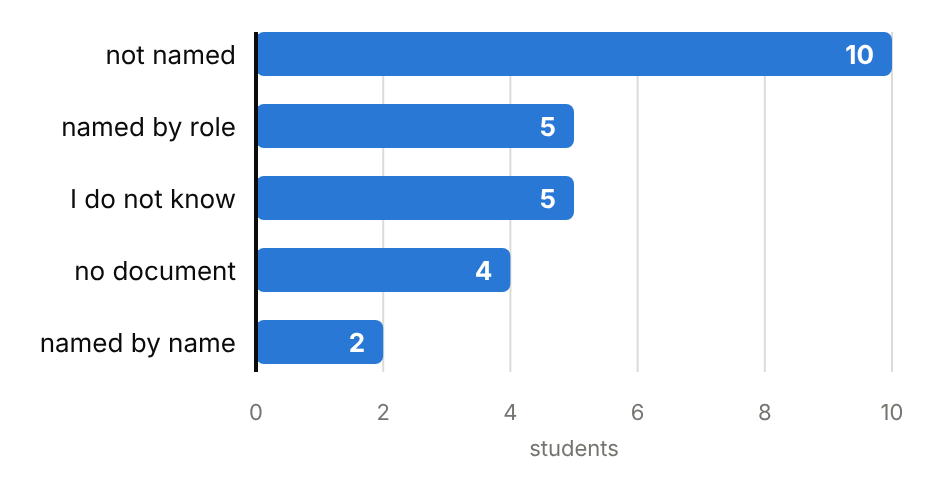 not named 10
named by role 5
I do not know 5
no document 4
named by name 2
0 2 4 6 8 10
students